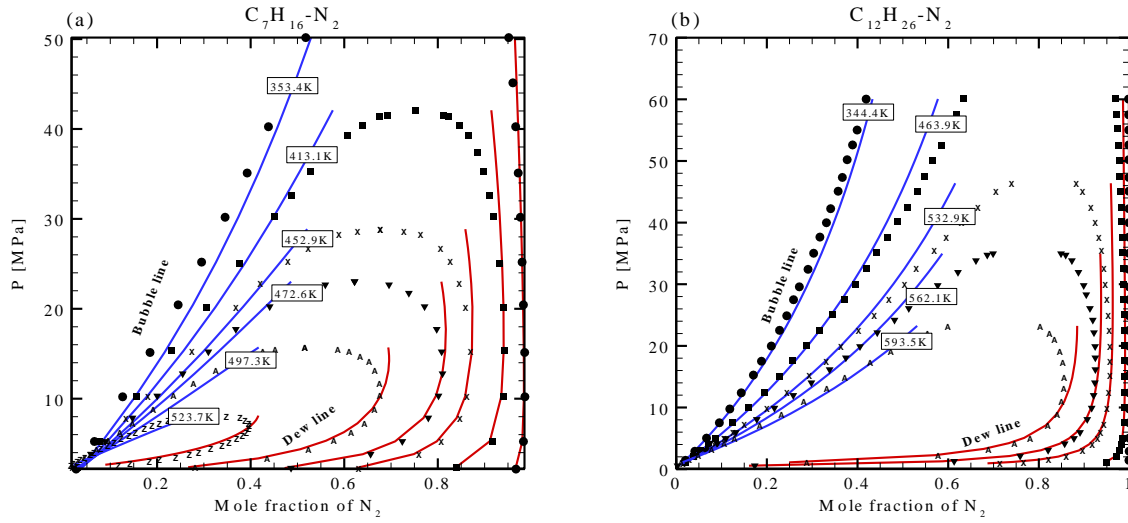 (a)
C7H16-N2
50
40
30
20
10
P [MPa]
353.4K
413.1K
452.9K
472.6K
497.3K
523.7K
Bubble line
Dew line
0.2
0.4
0.6
0.8
Mole fraction of N2
(b)
C12H26-N2
70
60
50
40
30
20
10
0
P [MPa]
344.4K
463.9K
532.9K
562.1K
593.5K
Bubble line
Dew line
0
0.2
0.4
0.6
0.8
1
Mole fraction of N2